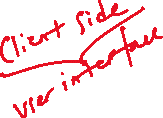 Client side
user interface